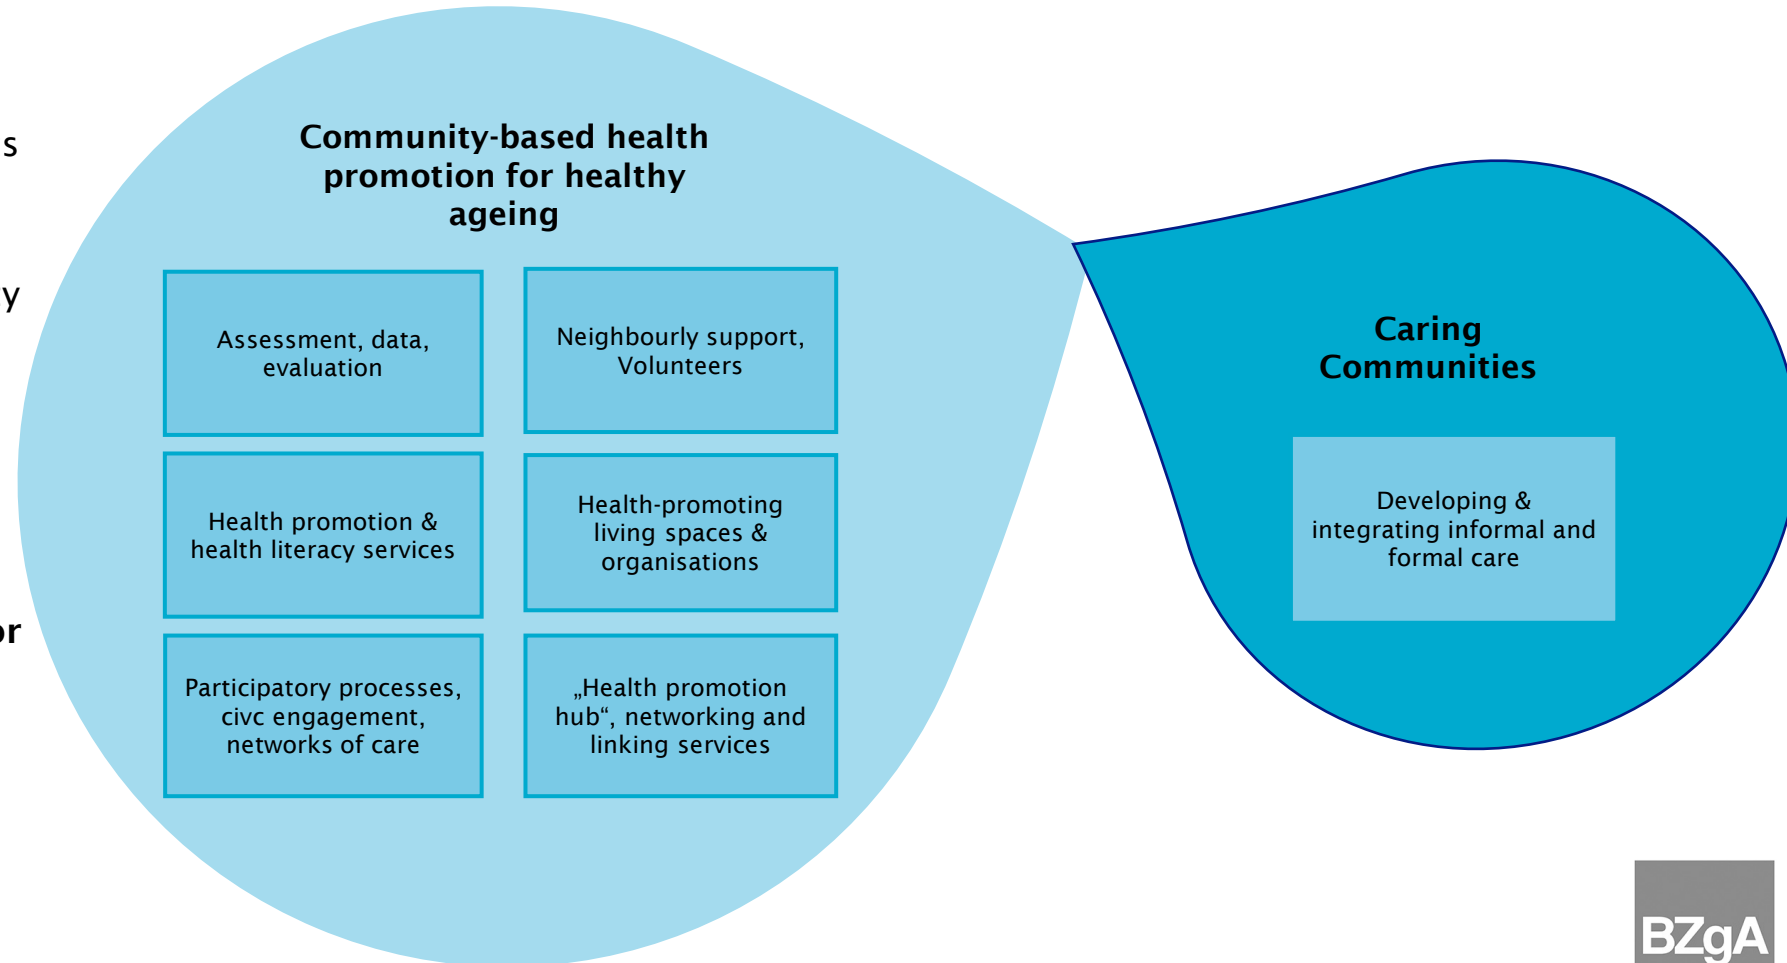 s
y
or
Community-based health
promotion for healthy
ageing
Assessment, data,
evaluation
Neighbourly support,
Volunteers
Health promotion &
health literacy services
Health-promoting
living spaces &
organisations
Participatory processes,
civc engagement,
networks of care
„Health promotion
hub“, networking and
linking services
Caring
Communities
Developing &
integrating informal and
formal care
BZgA